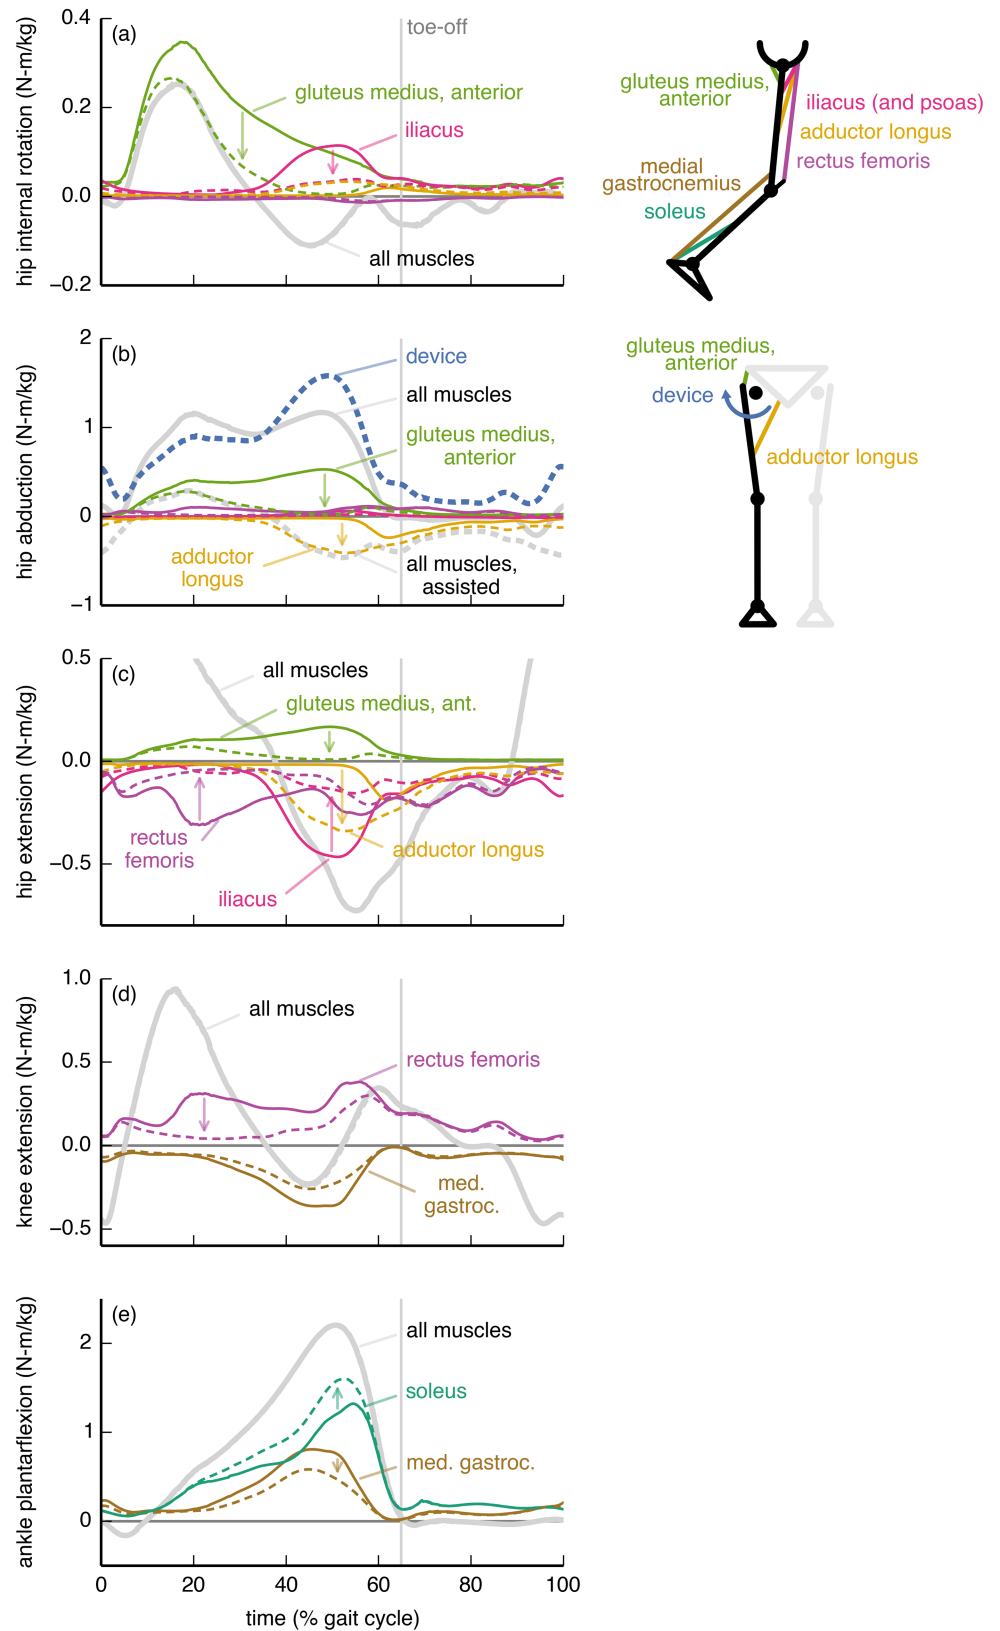 toe-off
hip internal rotation (N-m/kg)
0.4
0.2
0.0
−0.2
(a)
gluteus medius, anterior
iliacus
all muscles
gluteus medius,
anterior
iliacus (and psoas)
adductor longus
rectus femoris
medial
gastrocnemius
soleus
hip abduction (N-m/kg)
2
1
0
−1
(b)
device
all muscles
gluteus medius,
anterior
adductor
longus
all muscles,
assisted
gluteus medius,
anterior
device
adductor longus
hip extension (N-m/kg)
0.5
0.0
−0.5
(c)
all muscles
gluteus medius, ant.
rectus
femoris
adductor longus
iliacus
knee extension (N-m/kg)
1.0
0.5
0.0
−0.5
(d)
all muscles
rectus femoris
med.
gastroc.
ankle plantarflexion (N-m/kg)
2
1
0
(e)
all muscles
soleus
med. gastroc.
0 20 40 60 80 100
time (% gait cycle)